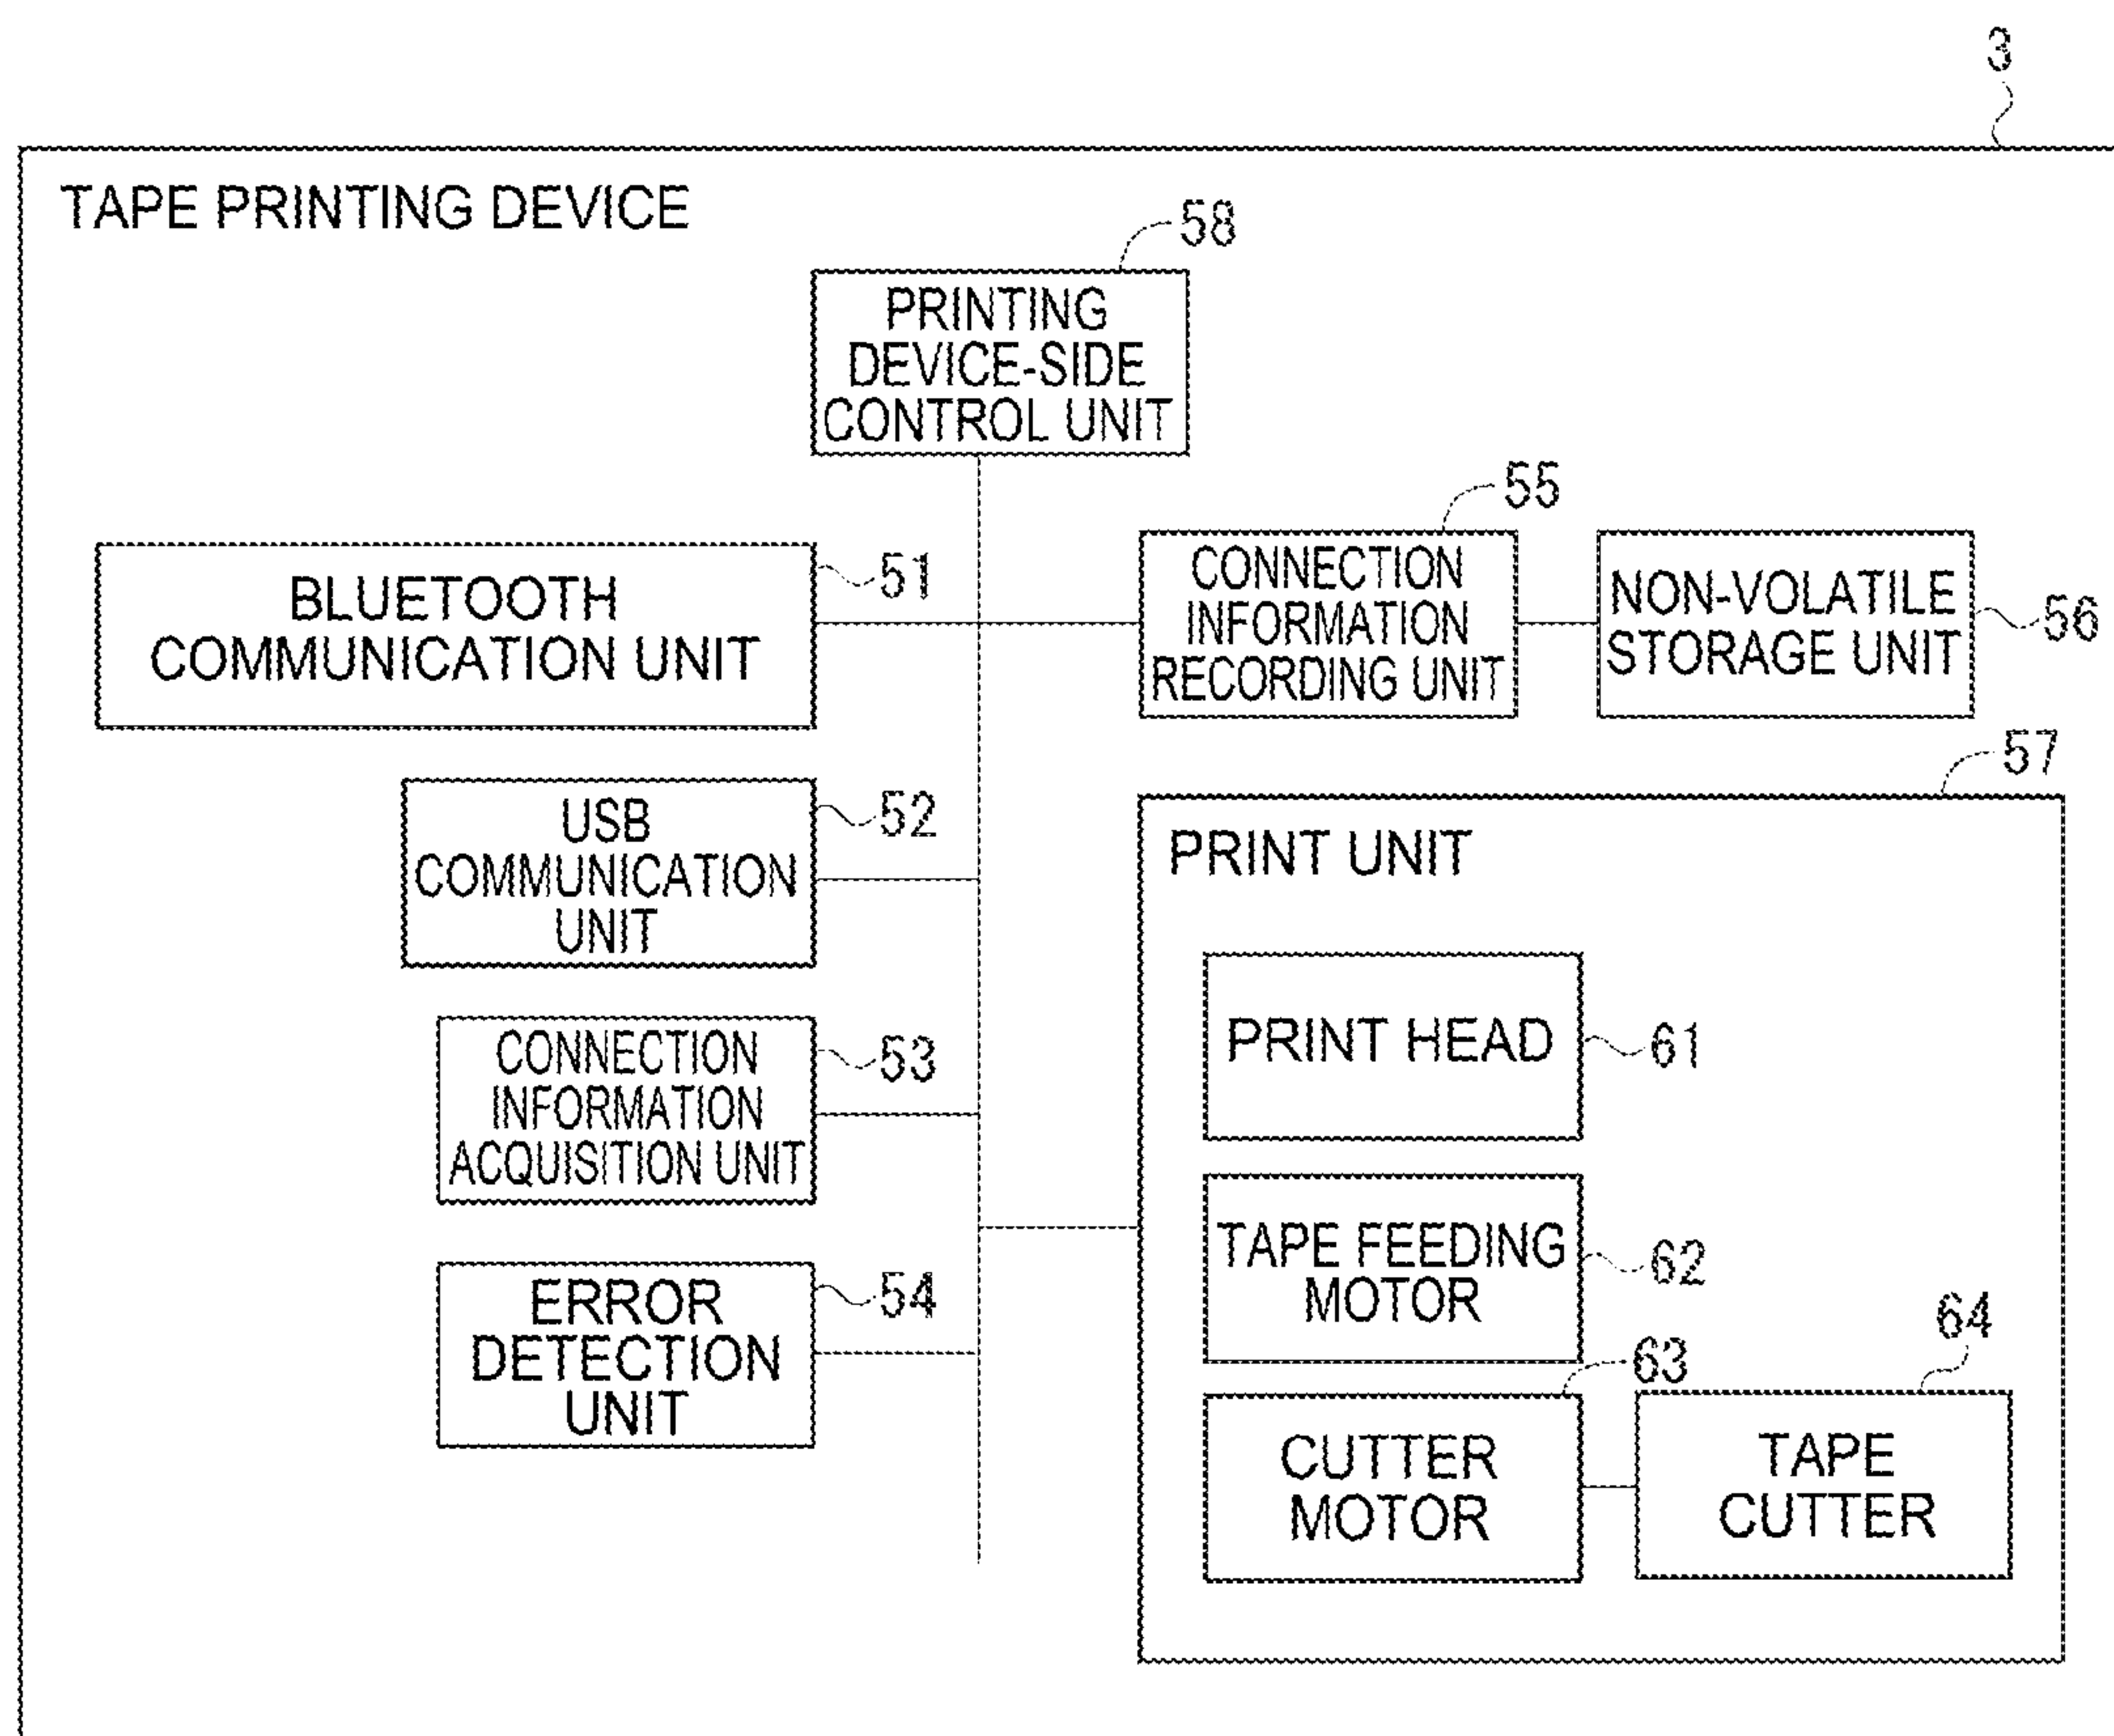 3
TAPE PRINTING DEVICE
58
PRINTING
DEVICE-SIDE
CONTROL UNIT
51
BLUETOOTH
COMMUNICATION UNIT
55
CONNECTION
INFORMATION
RECORDING UNIT
NON-VOLATILE
STORAGE UNIT
56
52
USB
COMMUNICATION
UNIT
57
PRINT UNIT
53
CONNECTION
INFORMATION
ACQUISITION UNIT
PRINT HEAD
61
TAPE FEEDING
MOTOR
62
54
ERROR
DETECTION
UNIT
63
CUTTER
MOTOR
64
TAPE
CUTTER